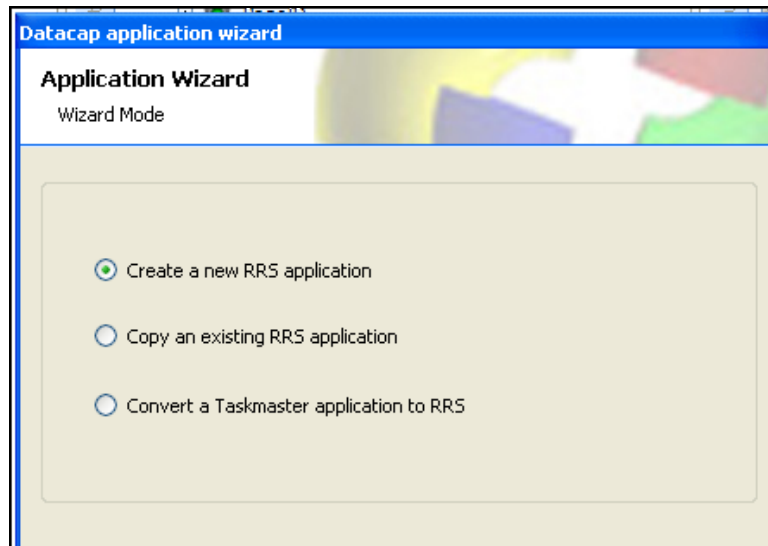 Datacap application wizard
Application Wizard
Wizard Mode
Create a new RRS application
Copy an existing RRS application
Convert a Taskmaster application to RRS